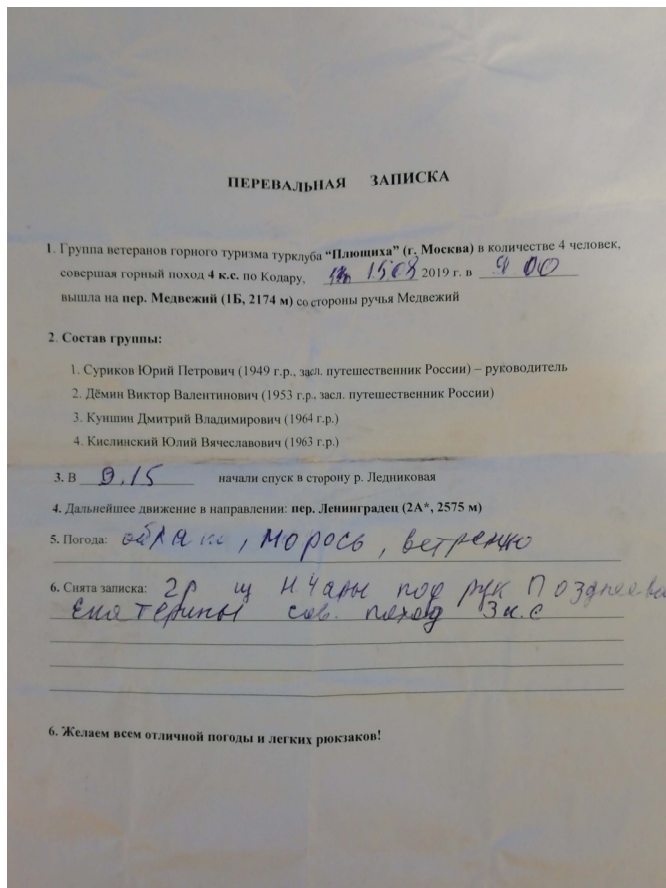 ПЕРЕВАЛЬНАЯ ЗАПИСКА
1. Группа ветеранов горного туризма турклуба “Плющиха” (г. Москва) в количестве 4 человек,
совершая горный поход 4 к.с. по Кодару, 15.08 2019 г. в 9 00
вышла на пер. Медвежий (1Б, 2174 м) со стороны ручья Медвежий
2. Состав группы:
1. Суриков Юрий Петрович (1949 г.р., засл. путешественник России) – руководитель
2. Дёмин Виктор Валентинович (1953 г.р., засл. путешественник России)
3. Куншин Дмитрий Владимирович (1964 г.р.)
4. Кислинский Юлий Вячеславович (1963 г.р.)
3. В 9.15 начали спуск в сторону р. Ледниковая
4. Дальнейшее движение в направлении: пер. Ленинградец (2А*, 2575 м)
5. Погода: облака, морось, ветренно
6. Снята записка: гр Н Чары под рук Позднеевой
Екатерины сов. поход 3 к.с
6. Желаем всем отличной погоды и легких рюкзаков!